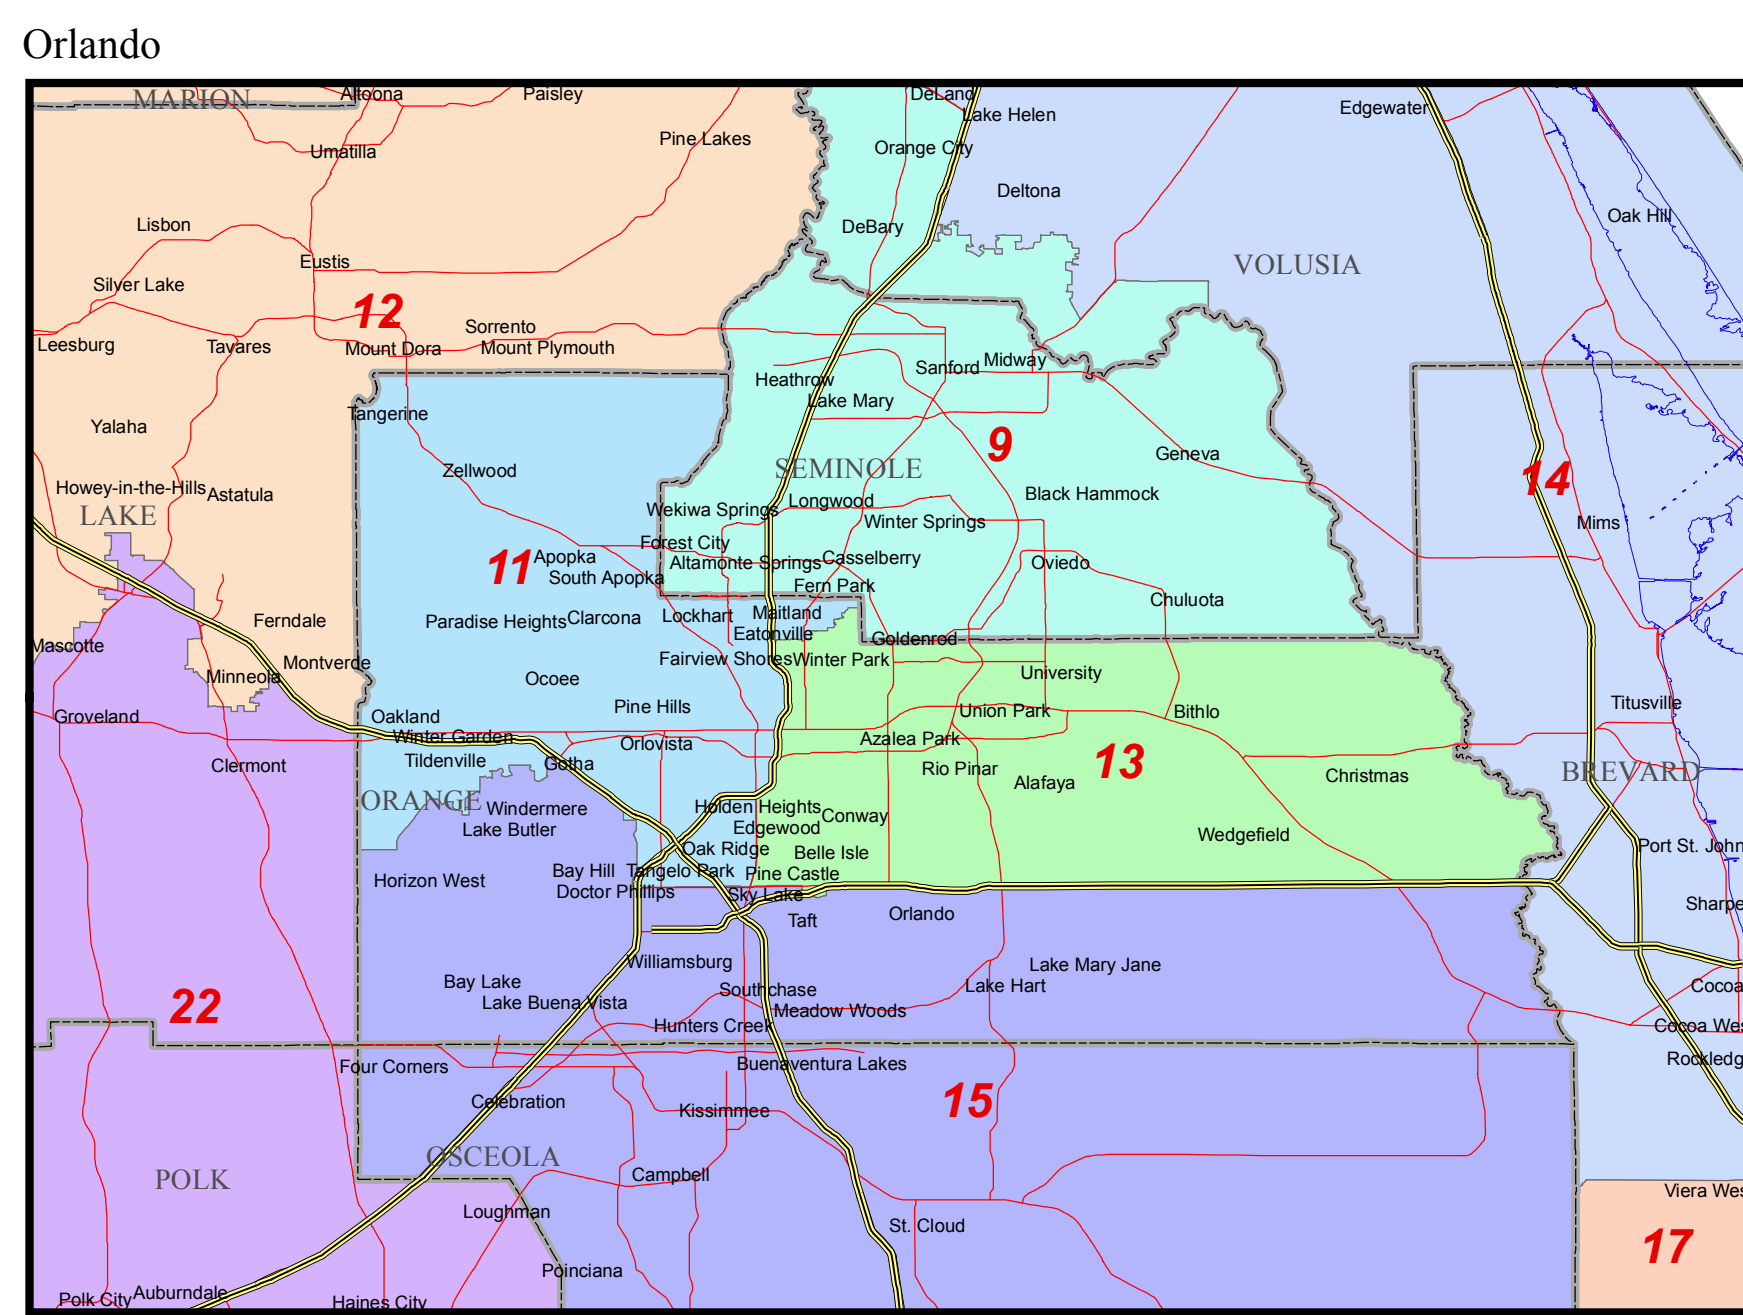 Orlando
MARION
Altoona
Paisley
DeLand
Lake Helen
Edgewater
Umatilla
Pine Lakes
Orange City
Deltona
Lisbon
DeBary
Oak Hill
Eustis
VOLUSIA
Silver Lake
12
Sorrento
Leesburg
Tavares
Mount Dora
Mount Plymouth
Sanford
Midway
Heathrow
Lake Mary
Tangerine
Yalaha
9
Geneva
Zellwood
SEMINOLE
14
Howey-in-the-Hills
Astatula
Longwood
Black Hammock
LAKE
Wekiwa Springs
Winter Springs
Mims
Forest City
11
Apopka
Altamonte Springs
Casselberry
Oviedo
South Apopka
Fern Park
Chuluota
Ferndale
Paradise Heights
Clarcona
Lockhart
Maitland
Eatonville
Goldenrod
Mascotte
Montverde
Fairview Shores
Winter Park
Minneola
Ocoee
University
Groveland
Oakland
Pine Hills
Union Park
Bithlo
Titusville
Winter Garden
Orlovista
Azalea Park
Clermont
Tildenville
Gotha
Rio Pinar
Alafaya
13
Christmas
BREVARD
ORANGE
Windermere
Holden Heights
Conway
Lake Butler
Edgewood
Wedgefield
Oak Ridge
Belle Isle
Port St. John
Horizon West
Bay Hill
Tangelo Park
Pine Castle
Doctor Phillips
Sky Lake
Sharpe
Taft
Orlando
Williamsburg
Lake Mary Jane
Bay Lake
Southchase
Lake Hart
Cocoa
22
Lake Buena Vista
Meadow Woods
Hunters Creek
Cocoa Wes
Four Corners
Buenaventura Lakes
Rockledg
Celebration
Kissimmee
15
OSCEOLA
POLK
Campbell
Viera Wes
Loughman
St. Cloud
17
Poinciana
Polk City
Auburndale
Haines City